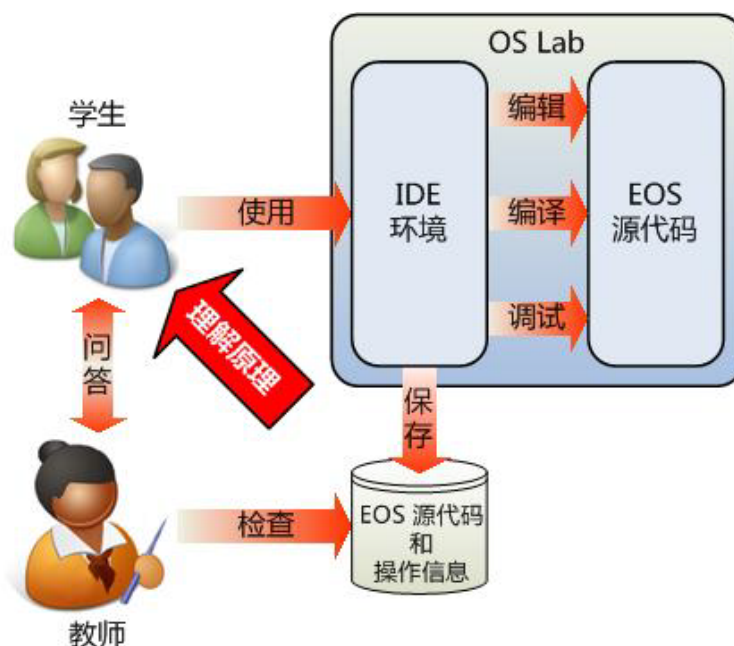 OS Lab
学生
使用
IDE
环境
编辑
编译
调试
EOS
源代码
理解原理
问
答
保
存
教师
检查
EOS 源代码
和
操作信息